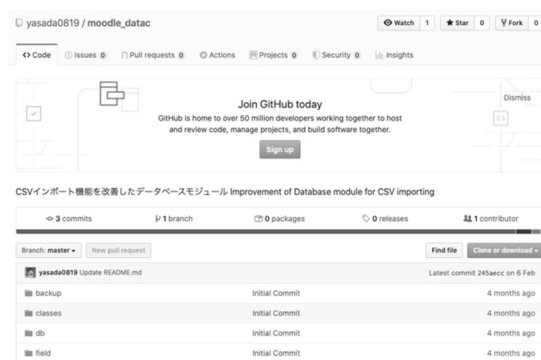 yasada0819 / moodle_datac
Watch 1 Star 0 Fork 0
Code Issues 0 Pull requests 0 Actions Projects 0 Security 0 Insights
Join GitHub today
Dismiss
GitHub is home to over 50 million developers working together to host
and review code, manage projects, and build software together.
Sign up
CSVインポート機能を改善したデータベースモジュール Improvement of Database module for CSV importing
3 commits 1 branch 0 packages 0 releases 1 contributor
Branch: master New pull request Find file Clone or download
yasada0819 Update README.md Latest commit 245aecc on 6 Feb
backup Initial Commit 4 months ago
classes Initial Commit 4 months ago
db Initial Commit 4 months ago
field Initial Commit 4 months ago